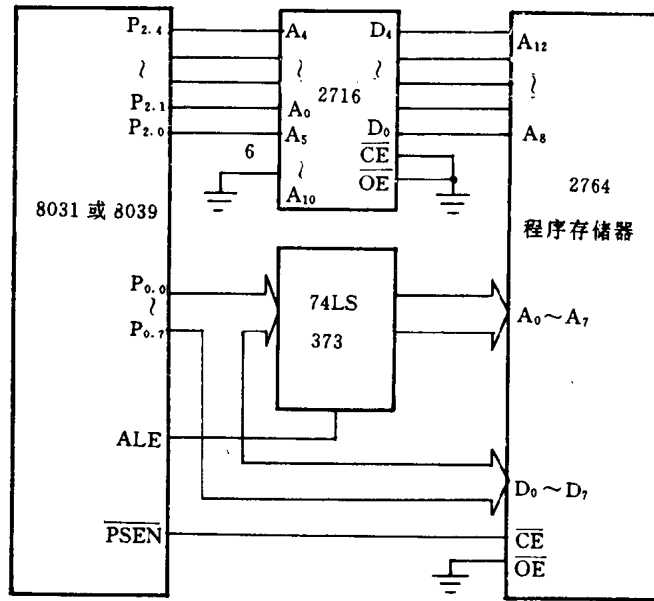 P2.4
~
P2.1
P2.0
8031 或 8039
P0.0
~
P0.7
ALE
PSEN
A4
~
A0
A5
6
~
A10
2716
D4
~
D0
CE
OE
74LS
373
A12
~
A8
2764
程序存储器
A0～A7
D0～D7
CE
OE